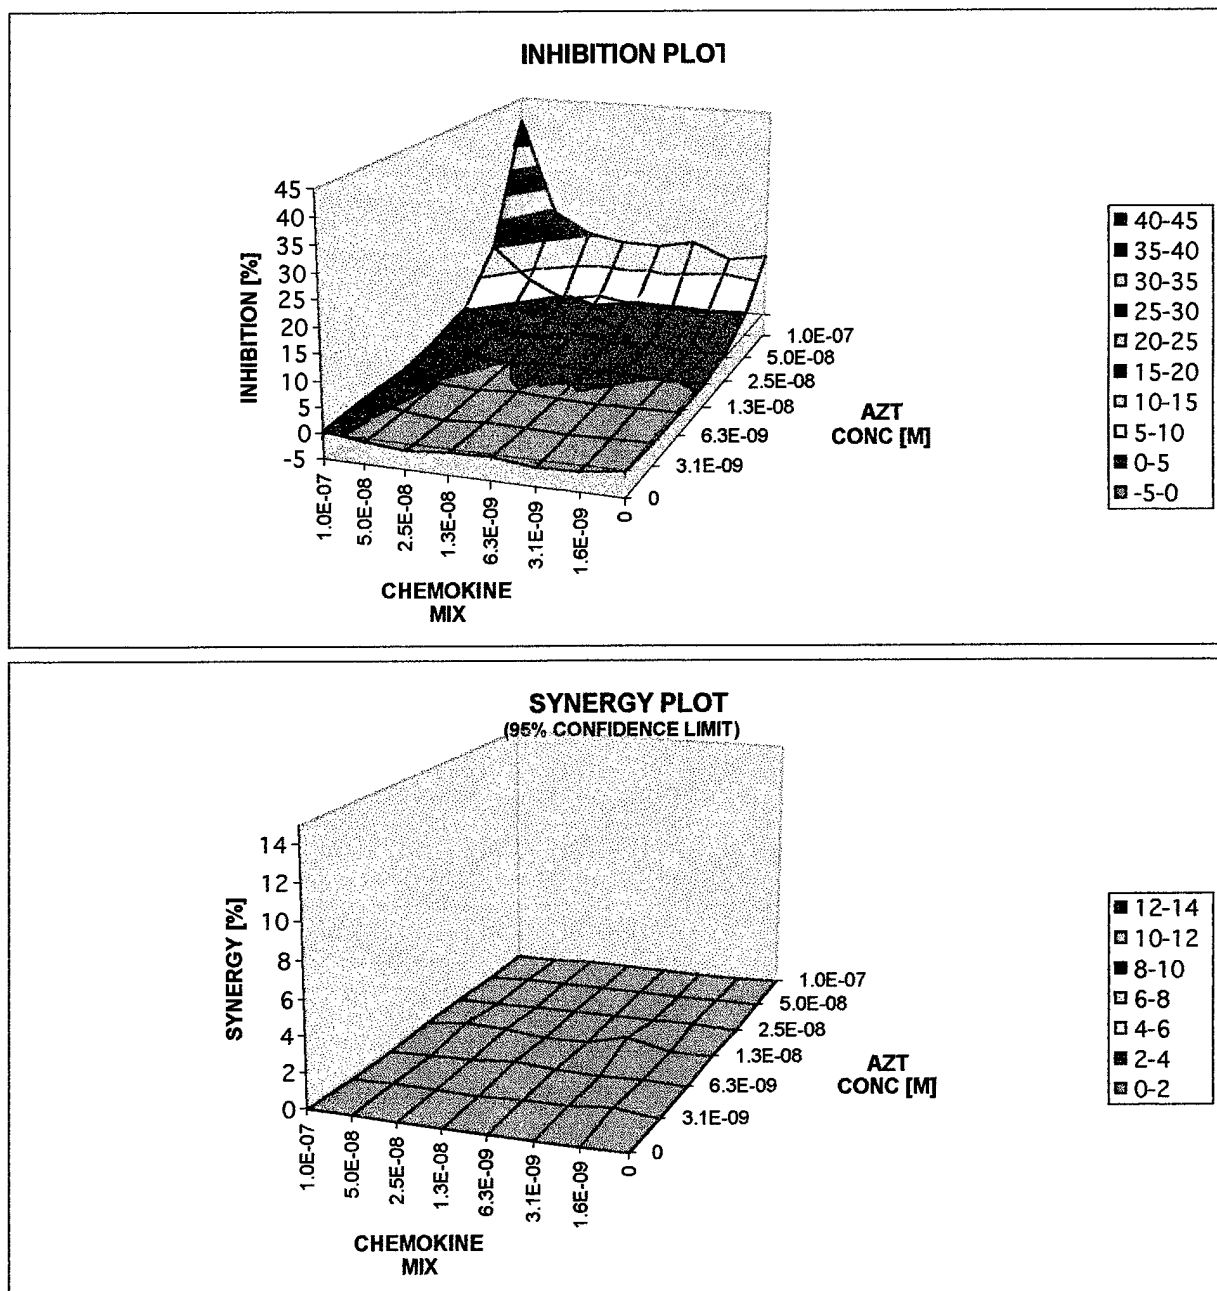 INHIBITION PLOT
INHIBITION [%]
45
40
35
30
25
20
15
10
5
0
-5
1.0E-07
5.0E-08
2.5E-08
1.3E-08
6.3E-09
3.1E-09
1.6E-09
0
CHEMOKINE
MIX
1.0E-07
5.0E-08
2.5E-08
1.3E-08
6.3E-09
3.1E-09
0
AZT
CONC [M]
40-45
35-40
30-35
25-30
20-25
15-20
10-15
5-10
0-5
-5-0
SYNERGY PLOT
(95% CONFIDENCE LIMIT)
SYNERGY [%]
14
12
10
8
6
4
2
0
1.0E-07
5.0E-08
2.5E-08
1.3E-08
6.3E-09
3.1E-09
1.6E-09
0
CHEMOKINE
MIX
1.0E-07
5.0E-08
2.5E-08
1.3E-08
6.3E-09
3.1E-09
0
AZT
CONC [M]
12-14
10-12
8-10
6-8
4-6
2-4
0-2